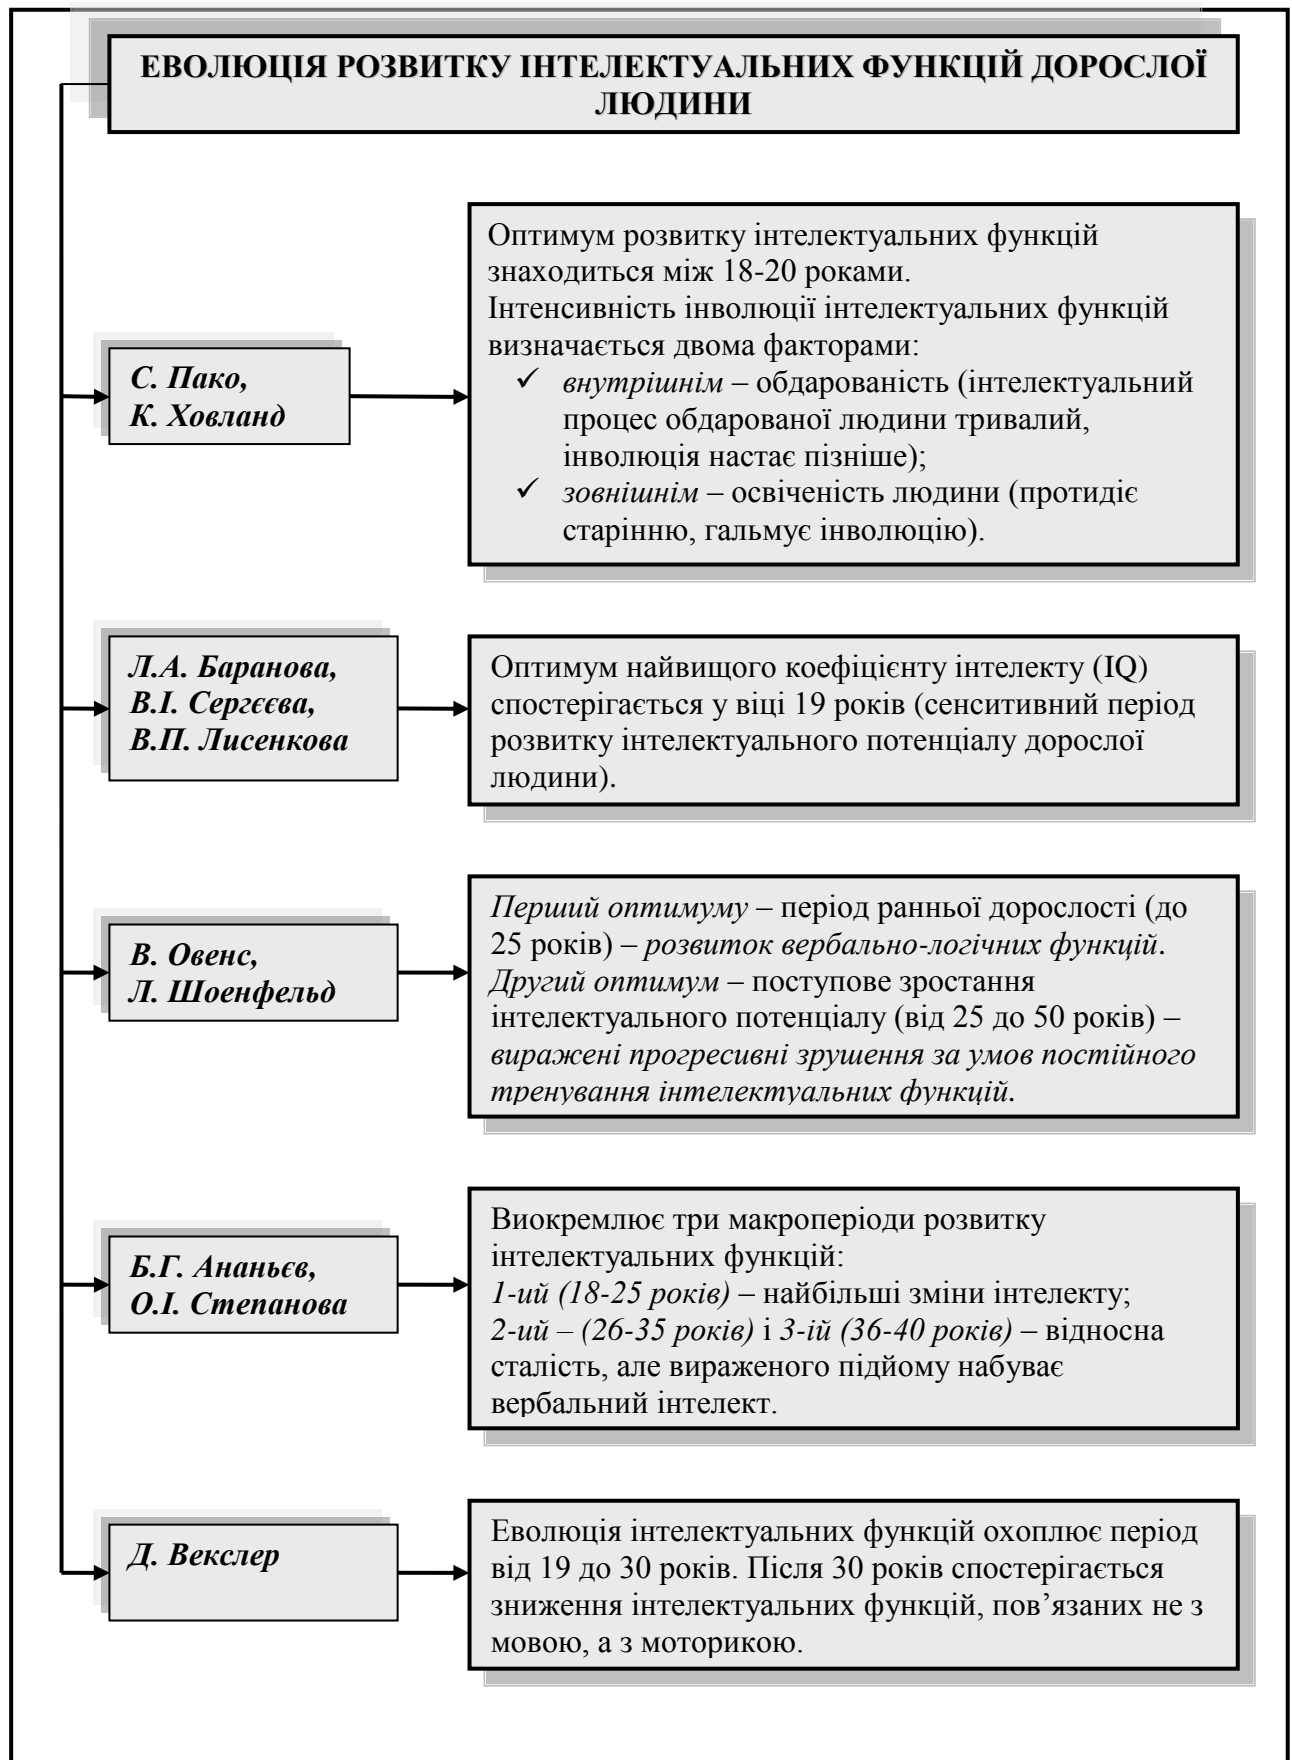 ЕВОЛЮЦІЯ РОЗВИТКУ ІНТЕЛЕКТУАЛЬНИХ ФУНКЦІЙ ДОРОСЛОЇ
ЛЮДИНИ
С. Пако,
К. Ховланд
Оптимум розвитку інтелектуальних функцій
знаходиться між 18-20 роками.
Інтенсивність інволюції інтелектуальних функцій
визначається двома факторами:
✓ внутрішнім – обдарованість (інтелектуальний
процес обдарованої людини тривалий,
інволюція настає пізніше);
✓ зовнішнім – освіченість людини (протидіє
старінню, гальмує інволюцію).
Л.А. Баранова,
В.І. Сергєєва,
В.П. Лисенкова
Оптимум найвищого коефіцієнту інтелекту (IQ)
спостерігається у віці 19 років (сенситивний період
розвитку інтелектуального потенціалу дорослої
людини).
В. Овенс,
Л. Шоенфельд
Перший оптимуму – період ранньої дорослості (до
25 років) – розвиток вербально-логічних функцій.
Другий оптимум – поступове зростання
інтелектуального потенціалу (від 25 до 50 років) –
виражені прогресивні зрушення за умов постійного
тренування інтелектуальних функцій.
Б.Г. Ананьєв,
О.І. Степанова
Виокремлює три макроперіоди розвитку
інтелектуальних функцій:
1-ий (18-25 років) – найбільші зміни інтелекту;
2-ий – (26-35 років) і 3-ій (36-40 років) – відносна
сталість, але вираженого підйому набуває
вербальний інтелект.
Д. Векслер
Еволюція інтелектуальних функцій охоплює період
від 19 до 30 років. Після 30 років спостерігається
зниження інтелектуальних функцій, пов’язаних не з
мовою, а з моторикою.